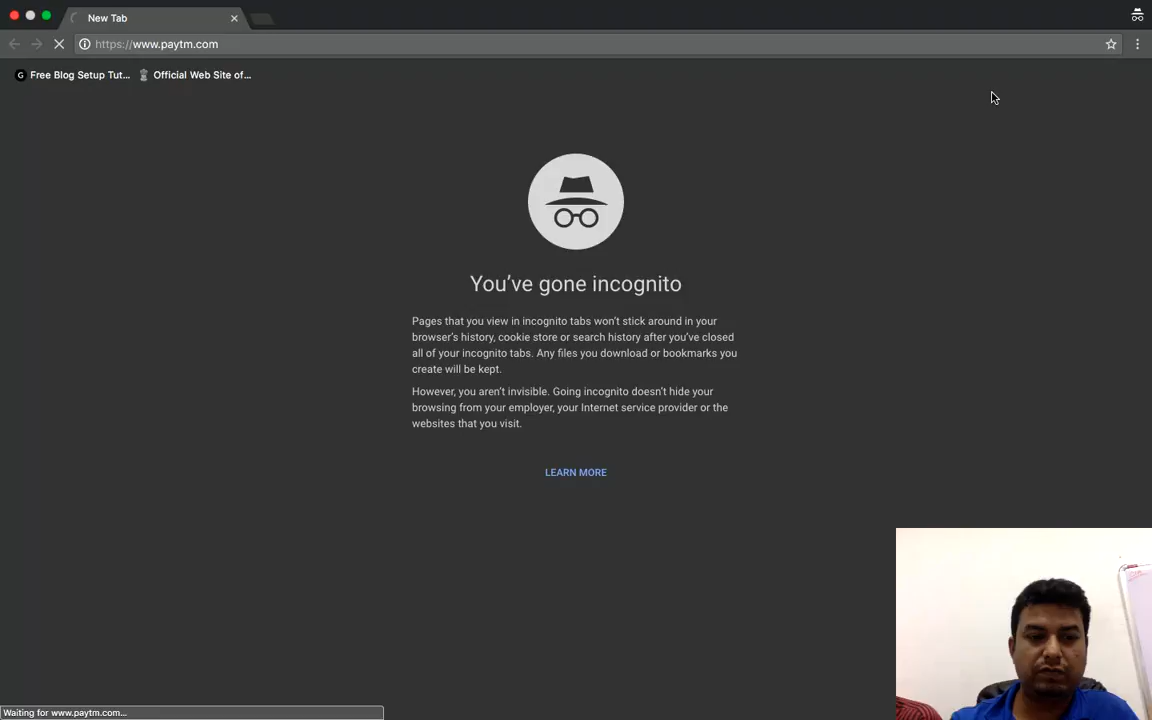 New Tab
https://www.paytm.com
G Free Blog Setup Tut... Official Web Site of...
You've gone incognito
Pages that you view in incognito tabs won't stick around in your
browser's history, cookie store or search history after you've closed
all of your incognito tabs. Any files you download or bookmarks you
create will be kept.
However, you aren't invisible. Going incognito doesn't hide your
browsing from your employer, your Internet service provider or the
websites that you visit.
LEARN MORE
Waiting for www.paytm.com...